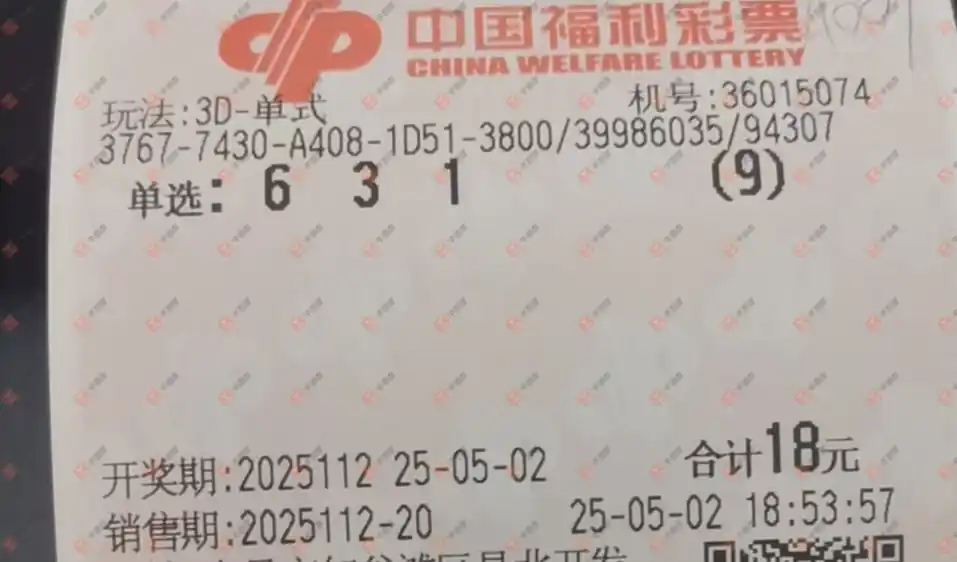 中国福利彩票
CHINA WELFARE LOTTERY
玩法:3D-单式 机号:36015074
3767-7430-A408-1D51-3800/39986035/94307
单选: 6 3 1 (9)
开奖期:2025112 25-05-02 合计18元
销售期:2025112-20 25-05-02 18:53:57